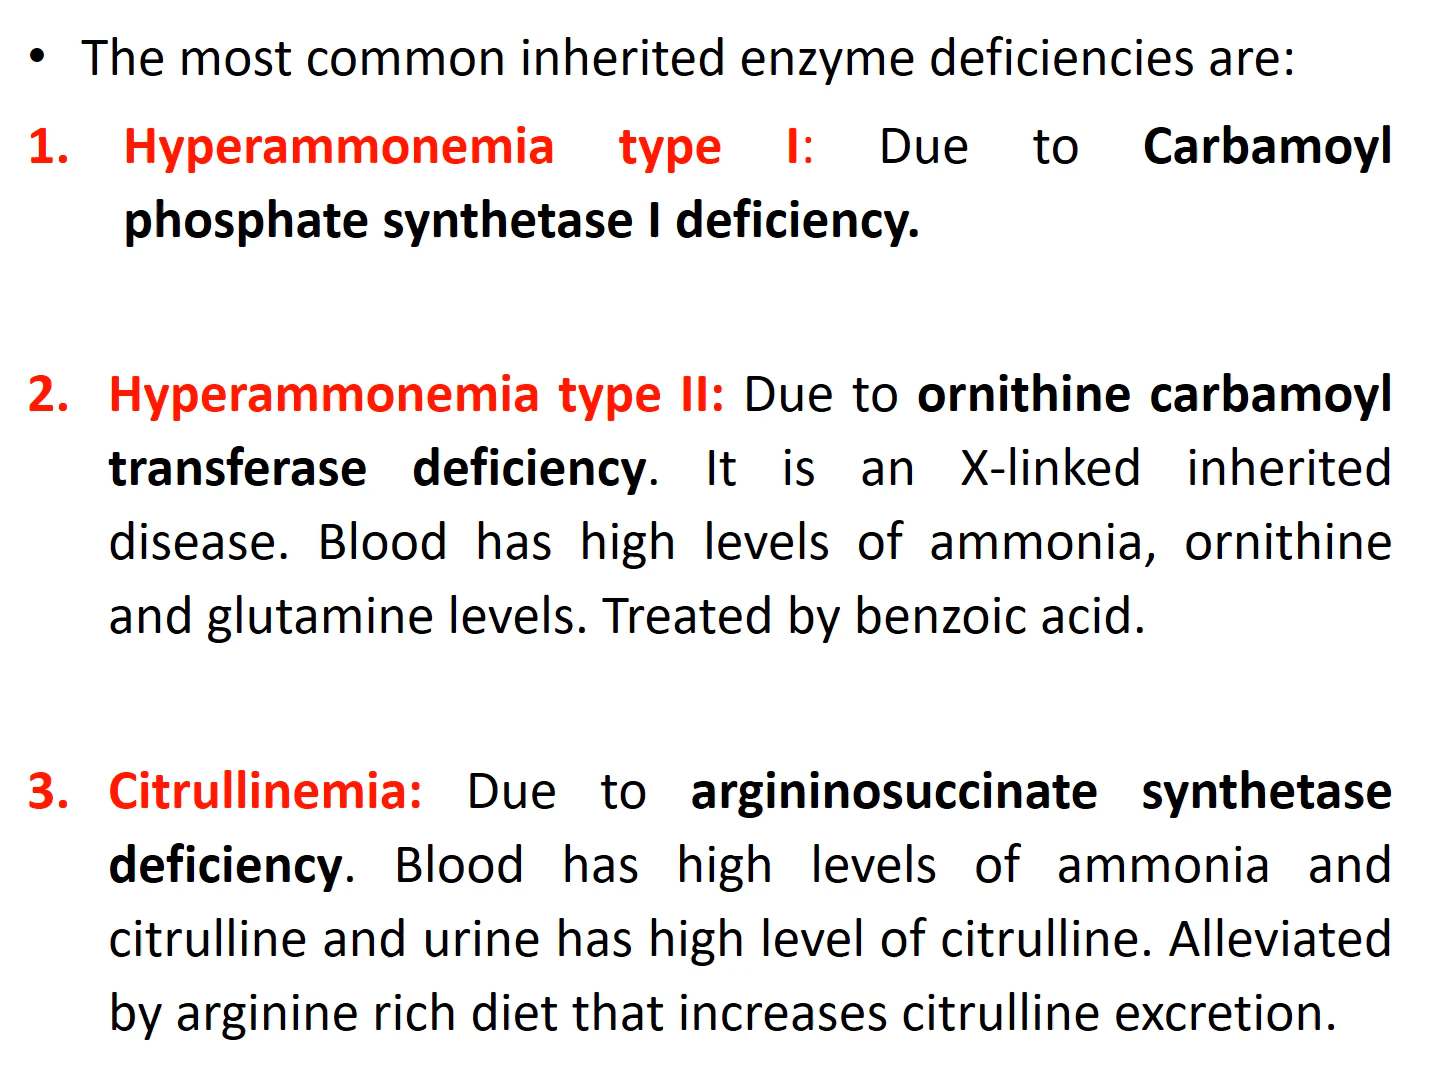 • The most common inherited enzyme deficiencies are:
1. Hyperammonemia type I: Due to Carbamoyl
phosphate synthetase I deficiency.
2. Hyperammonemia type II: Due to ornithine carbamoyl
transferase deficiency. It is an X-linked inherited
disease. Blood has high levels of ammonia, ornithine
and glutamine levels. Treated by benzoic acid.
3. Citrullinemia: Due to argininosuccinate synthetase
deficiency. Blood has high levels of ammonia and
citrulline and urine has high level of citrulline. Alleviated
by arginine rich diet that increases citrulline excretion.